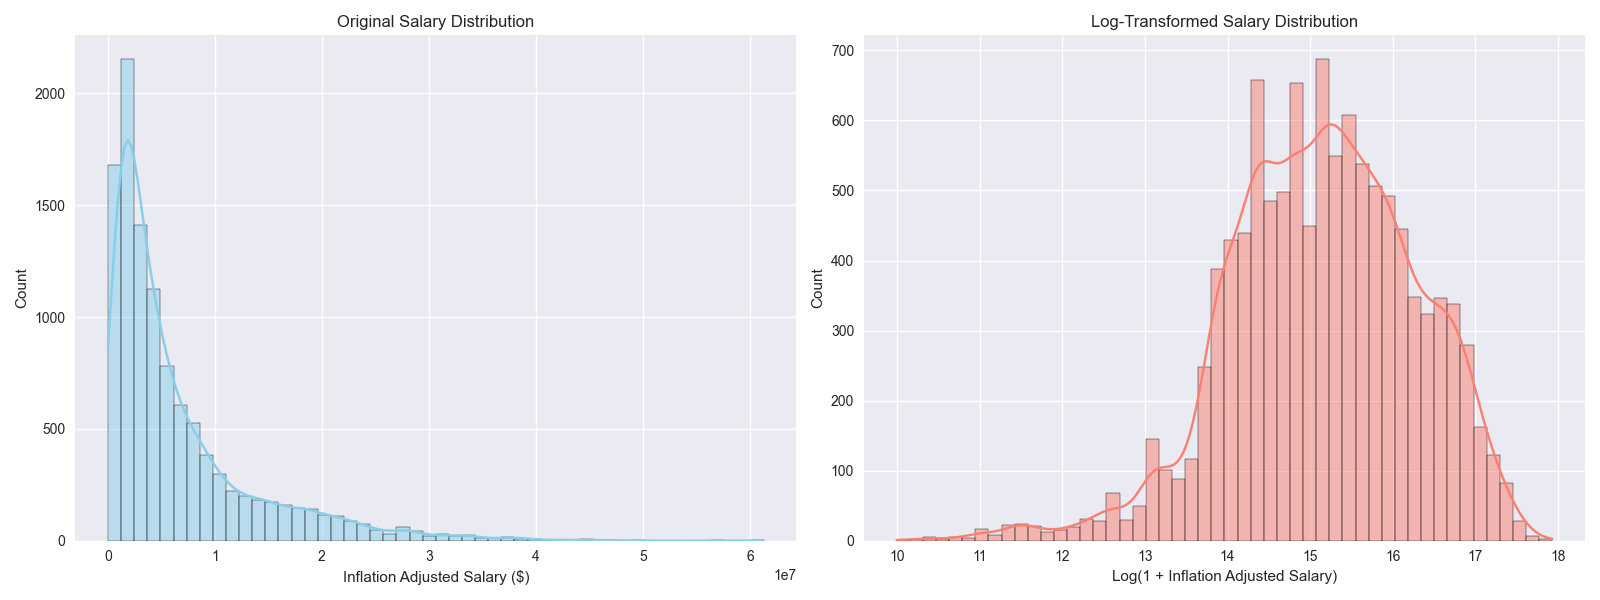 Original Salary Distribution
Count
2000
1500
1000
500
0
0 1 2 3 4 5 6
1e7
Inflation Adjusted Salary ($)
Log-Transformed Salary Distribution
Count
700
600
500
400
300
200
100
0
10 11 12 13 14 15 16 17 18
Log(1 + Inflation Adjusted Salary)